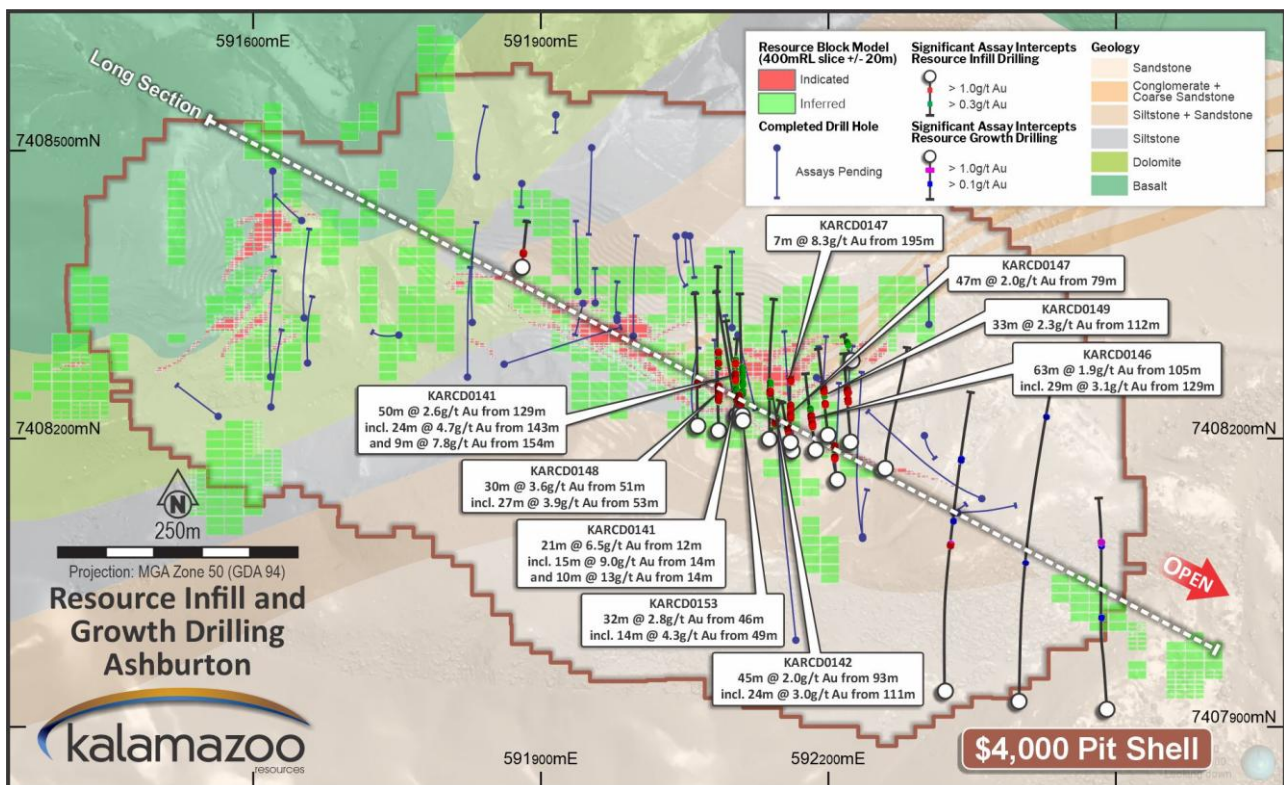 591600mE
591900mE
Long Section
7408500mN
Resource Block Model
(400mRL slice +/- 20m)
Indicated
Inferred
Completed Drill Hole
Assays Pending
Significant Assay Intercepts
Resource Infill Drilling
> 1.0g/t Au
> 0.3g/t Au
Significant Assay Intercepts
Resource Growth Drilling
> 1.0g/t Au
> 0.1g/t Au
Geology
Sandstone
Conglomerate +
Coarse Sandstone
Siltstone + Sandstone
Siltstone
Dolomite
Basalt
KARCD0147
7m @ 8.3g/t Au from 195m
KARCD0147
47m @ 2.0g/t Au from 79m
KARCD0149
33m @ 2.3g/t Au from 112m
KARCD0146
63m @ 1.9g/t Au from 105m
incl. 29m @ 3.1g/t Au from 129m
KARCD0141
50m @ 2.6g/t Au from 129m
incl. 24m @ 4.7g/t Au from 143m
and 9m @ 7.8g/t Au from 154m
7408200mN
7408200mN
KARCD0148
30m @ 3.6g/t Au from 51m
incl. 27m @ 3.9g/t Au from 53m
N
250m
KARCD0141
21m @ 6.5g/t Au from 12m
incl. 15m @ 9.0g/t Au from 14m
and 10m @ 13g/t Au from 14m
Projection: MGA Zone 50 (GDA 94)
OPEN
Resource Infill and
Growth Drilling
Ashburton
KARCD0153
32m @ 2.8g/t Au from 46m
incl. 14m @ 4.3g/t Au from 49m
KARCD0142
45m @ 2.0g/t Au from 93m
incl. 24m @ 3.0g/t Au from 111m
kalamazoo
resources
7407900mN
$4,000 Pit Shell
591900mE
592200mE
down